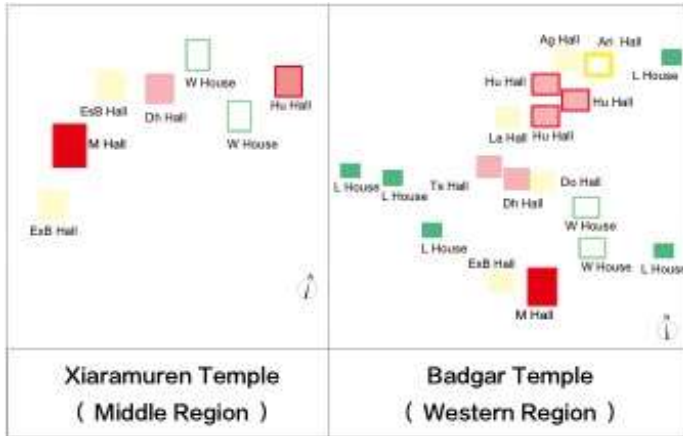 W House
EsB Hall
Dh Hall
Hu Hall
W House
M Hall
ExB Hall
Xiaramuren Temple
( Middle Region )
Ag Hall
Ari Hall
L House
Hu Hall
Hu Hall
La Hall
Hu Hall
L House
L House
Tx Hall
Dh Hall
Do Hall
W House
L House
W House
L House
ExB Hall
M Hall
Badgar Temple
( Western Region )